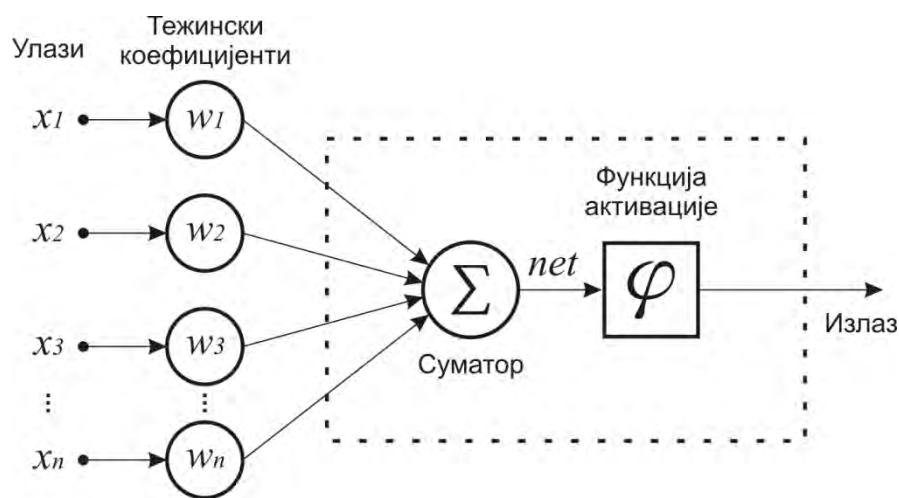 Улази
Тежински
коефицијенти
x1
w1
x2
w2
x3
w3
xn
wn
Σ
Суматор
net
Функција
активације
φ
Излаз